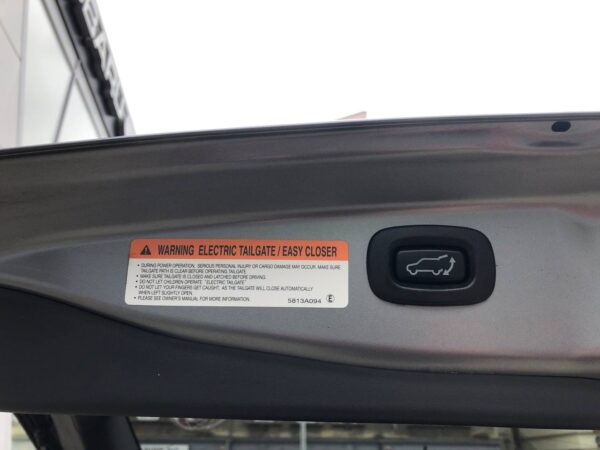 WARNING ELECTRIC TAILGATE / EASY CLOSER
• DURING POWER OPERATION, SERIOUS PERSONAL INJURY OR CARGO DAMAGE MAY OCCUR. MAKE SURE
TAILGATE PATH IS CLEAR BEFORE OPERATING TAILGATE.
• MAKE SURE TAILGATE IS CLOSED AND LATCHED BEFORE DRIVING.
• DO NOT LET CHILDREN OPERATE "ELECTRIC TAILGATE"
• DO NOT LET YOUR FINGERS GET CAUGHT, AS THE TAILGATE WILL CLOSE AUTOMATICALLY
WHEN LEFT SLIGHTLY OPEN.
• PLEASE SEE OWNER'S MANUAL FOR MORE INFORMATION.
5813A094 E